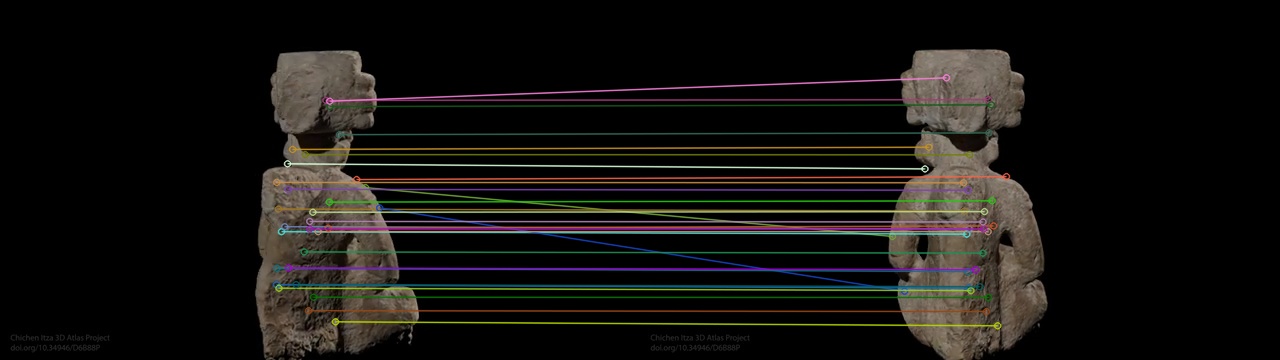 Chichen Itza 3D Atlas Project
doi.org/10.34946/D6B88P
Chichen Itza 3D Atlas Project
doi.org/10.34946/D6B88P